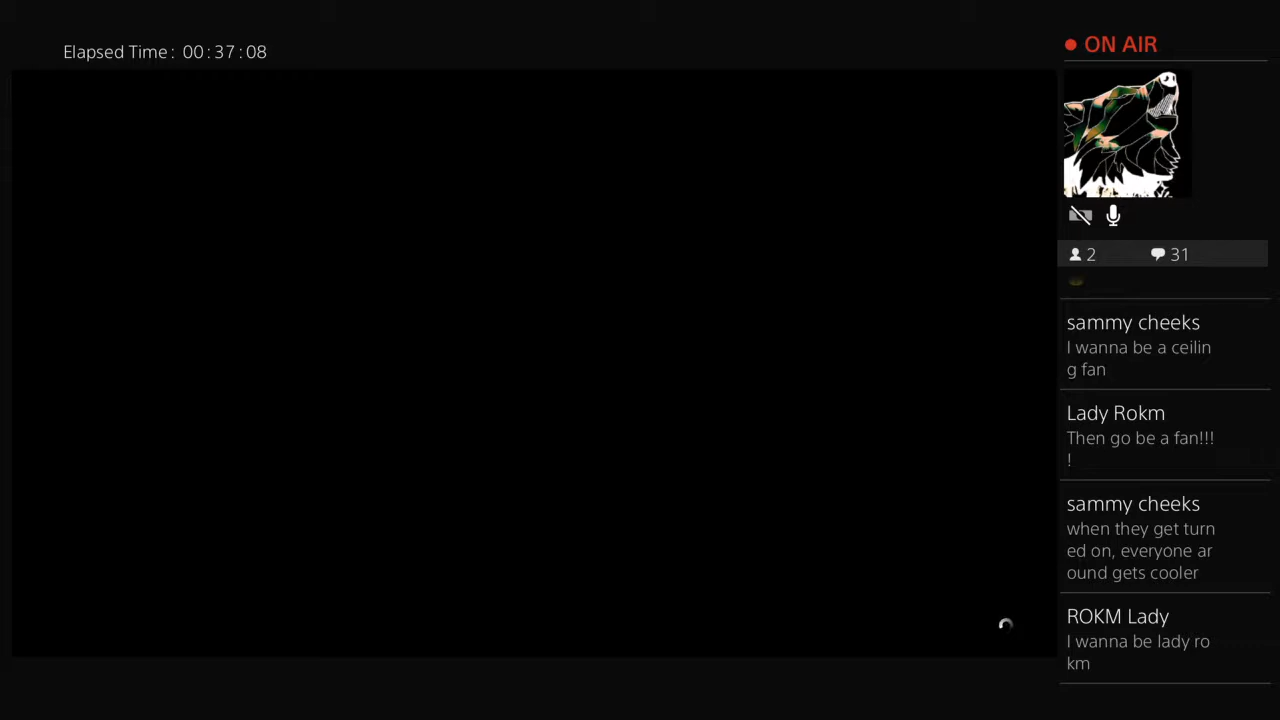 Elapsed Time: 00:37:08
ON AIR
2 31
sammy cheeks
I wanna be a ceilin
g fan
Lady Rokm
Then go be a fan!!!
!
sammy cheeks
when they get turn
ed on, everyone ar
ound gets cooler
ROKM Lady
I wanna be lady ro
km